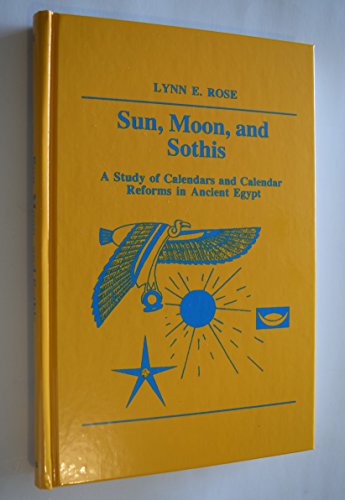 LYNN E. ROSE
Sun, Moon, and
Sothis
A Study of Calendars and Calendar
Reforms in Ancient Egypt